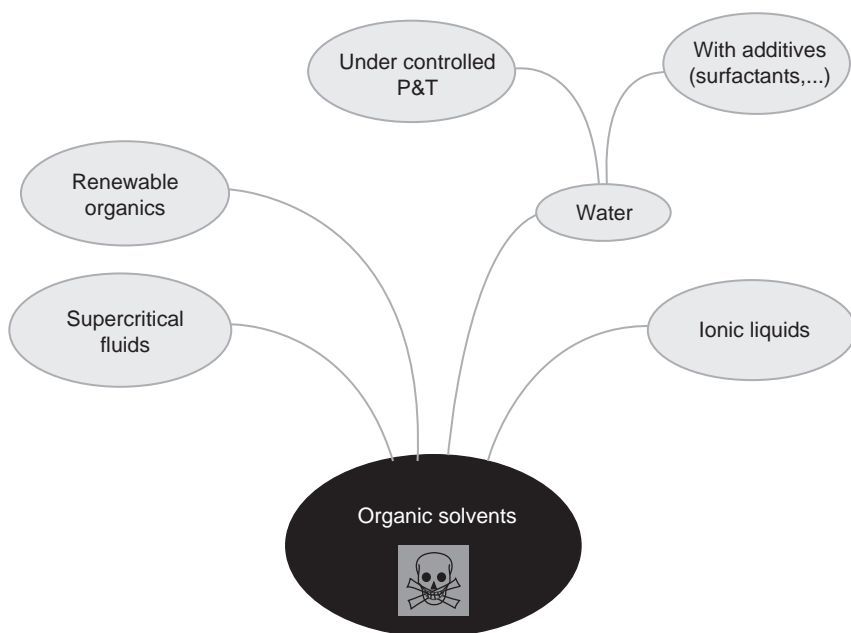 Under controlled
P&T
With additives
(surfactants,...)
Renewable
organics
Water
Supercritical
fluids
Ionic liquids
Organic solvents